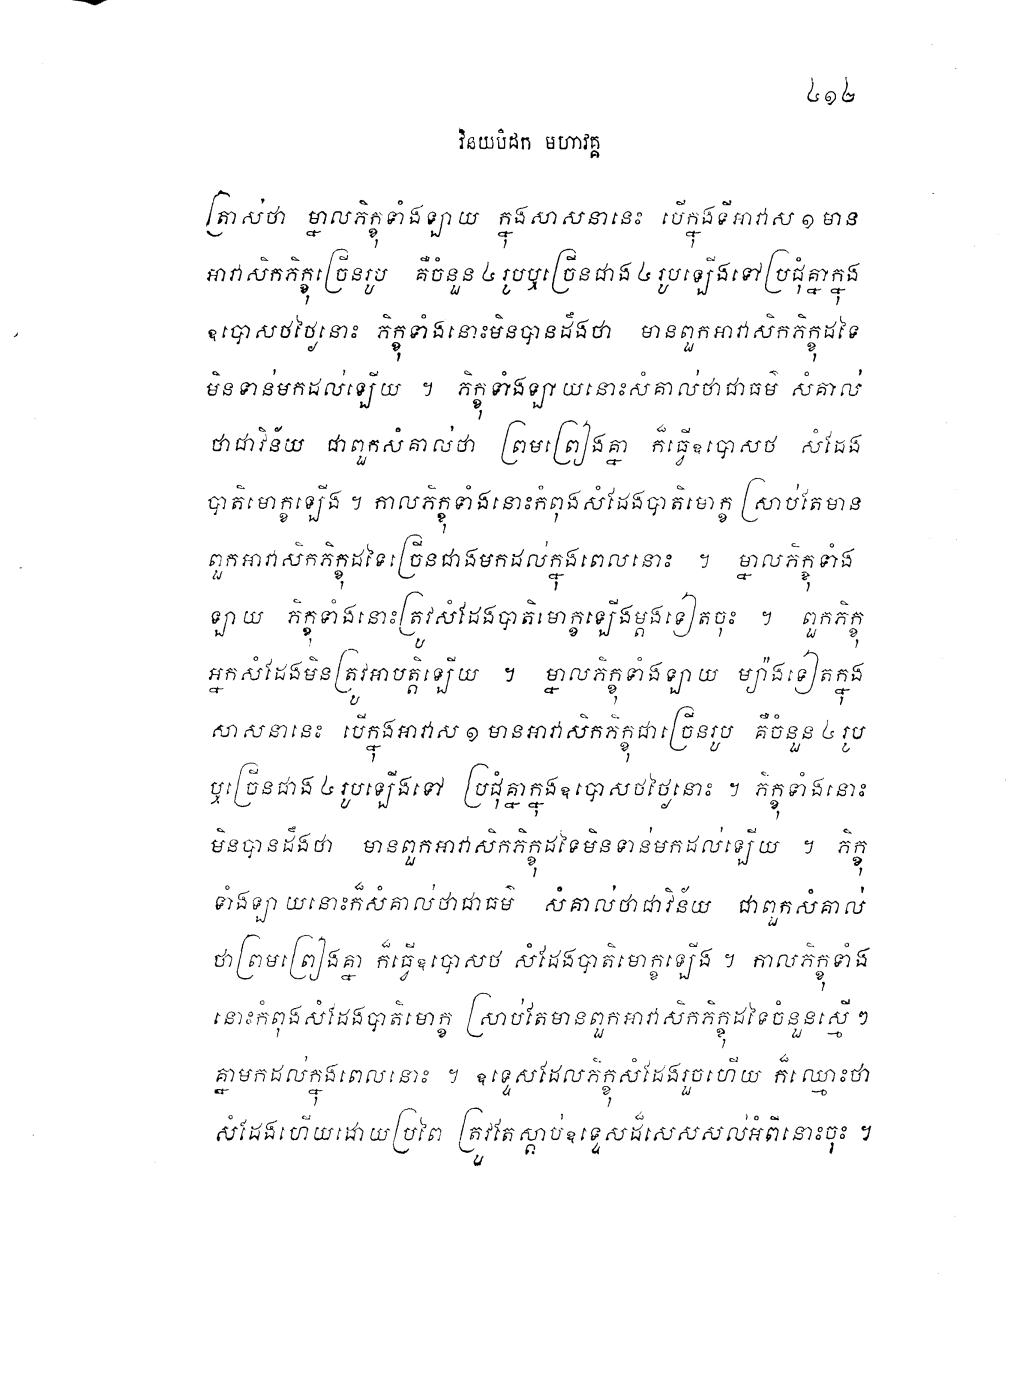 ៤១២
វិនយបិដក មហាវគ្គ
ត្រាស់ថា ម្នាលភិក្ខុទាំងឡាយ ក្នុងសាសនានេះ បើក្នុងទីអាវាស ១ មាន
អាវាសិកភិក្ខុច្រើនរូប គឺចំនួន ៤ រូបឬច្រើនជាង ៤ រូបឡើងទៅប្រជុំគ្នាក្នុង
ឧបោសថថ្ងៃនោះ ភិក្ខុទាំងនោះមិនបានដឹងថា មានពួកអាវាសិកភិក្ខុដទៃ
មិនទាន់មកដល់ឡើយ ។ ភិក្ខុទាំងឡាយនោះសំគាល់ថាជាធម៌ សំគាល់
ថាជាវិន័យ ជាពួកសំគាល់ថា ព្រមព្រៀងគ្នា ក៏ធ្វើឧបោសថ សំដែង
បាតិមោក្ខឡើង ។ កាលភិក្ខុទាំងនោះកំពុងសំដែងបាតិមោក្ខ ស្រាប់តែមាន
ពួកអាវាសិកភិក្ខុដទៃច្រើនជាងមកដល់ក្នុងពេលនោះ ។ ម្នាលភិក្ខុទាំង
ឡាយ ភិក្ខុទាំងនោះត្រូវសំដែងបាតិមោក្ខឡើងម្តងទៀតចុះ ។ ពួកភិក្ខុ
អ្នកសំដែងមិនត្រូវអាបត្តិឡើយ ។ ម្នាលភិក្ខុទាំងឡាយ ម្យ៉ាងទៀតក្នុង
សាសនានេះ បើក្នុងអាវាស ១ មានអាវាសិកភិក្ខុជាច្រើនរូប គឺចំនួន ៤ រូប
ឬច្រើនជាង ៤ រូបឡើងទៅ ប្រជុំគ្នាក្នុងឧបោសថថ្ងៃនោះ ។ ភិក្ខុទាំងនោះ
មិនបានដឹងថា មានពួកអាវាសិកភិក្ខុដទៃមិនទាន់មកដល់ឡើយ ។ ភិក្ខុ
ទាំងឡាយនោះក៏សំគាល់ថាជាធម៌ សំគាល់ថាជាវិន័យ ជាពួកសំគាល់
ថាព្រមព្រៀងគ្នា ក៏ធ្វើឧបោសថ សំដែងបាតិមោក្ខឡើង ។ កាលភិក្ខុទាំង
នោះកំពុងសំដែងបាតិមោក្ខ ស្រាប់តែមានពួកអាវាសិកភិក្ខុដទៃចំនួនស្មើ ៗ
គ្នាមកដល់ក្នុងពេលនោះ ។ ឧទ្ទេសដែលភិក្ខុសំដែងរួចហើយ ក៏ឈ្មោះថា
សំដែងហើយដោយប្រពៃ ត្រូវតែស្តាប់ឧទ្ទេសដ៏សេសសល់អំពីនោះចុះ ។